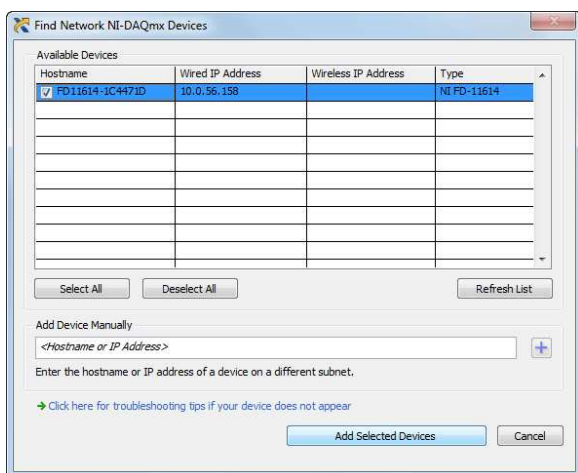 Find Network NI-DAQmx Devices
Available Devices
Hostname Wired IP Address Wireless IP Address Type
FD11614-1C4471D 10.0.56.158 NI FD-11614
Select All Deselect All Refresh List
Add Device Manually
<Hostname or IP Address>
Enter the hostname or IP address of a device on a different subnet.
Click here for troubleshooting tips if your device does not appear
Add Selected Devices Cancel